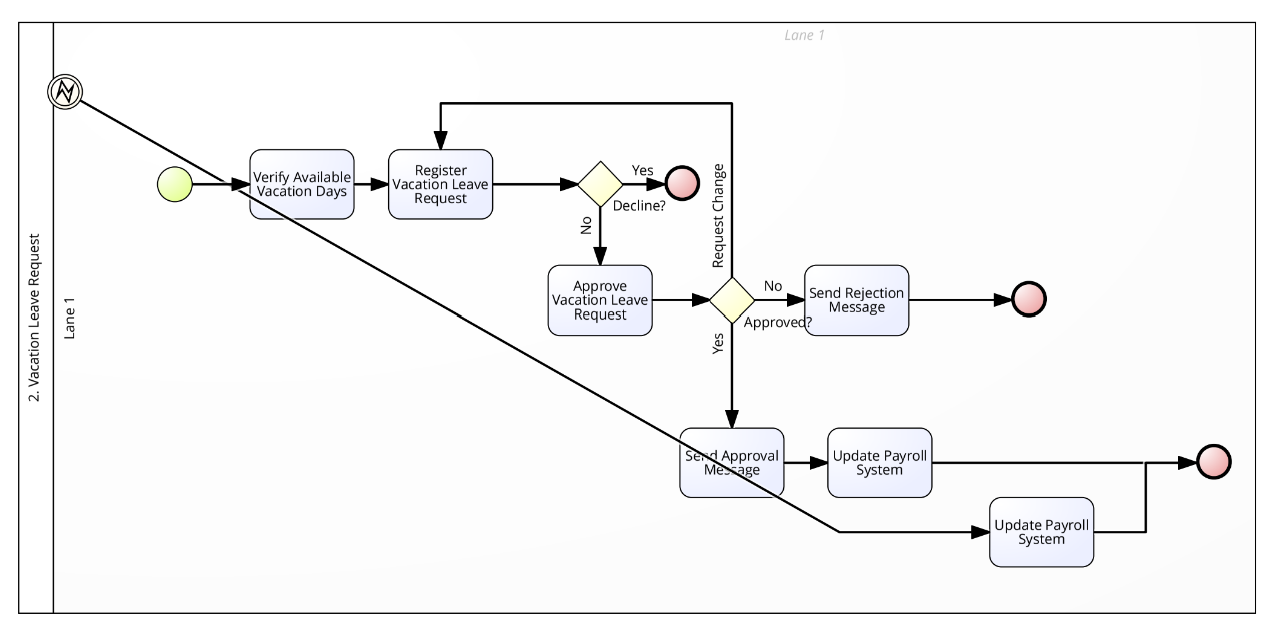 Lane 1
2. Vacation Leave Request
Lane 1
Verify Available
Vacation Days
Register
Vacation Leave
Request
Yes
Decline?
No
Request Change
Approve
Vacation Leave
Request
No
Approved?
Yes
Send Rejection
Message
Send Approval
Message
Update Payroll
System
Update Payroll
System